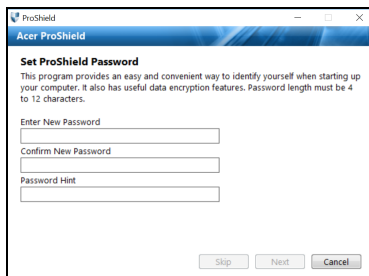 ProShield
Acer ProShield
Set ProShield Password
This program provides an easy and convenient way to identify yourself when starting up
your computer. It also has useful data encryption features. Password length must be 4
to 12 characters.
Enter New Password
Confirm New Password
Password Hint
Skip Next Cancel